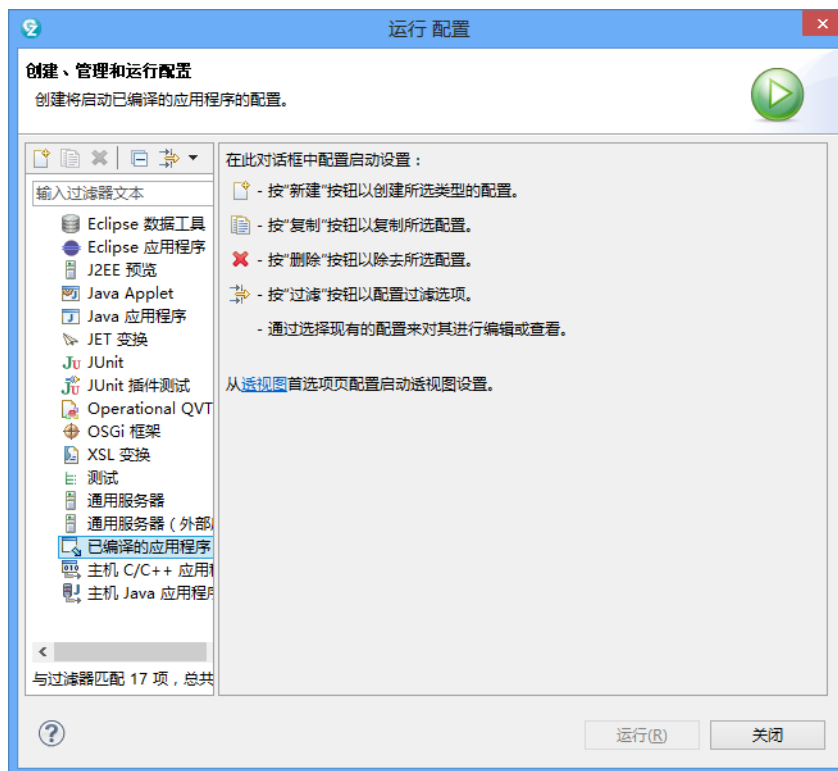 运行 配置
创建、管理和运行配置
创建将启动已编译的应用程序的配置。
输入过滤器文本
Eclipse 数据工具
Eclipse 应用程序
J2EE 预览
Java Applet
Java 应用程序
JET 变换
JUnit
JUnit 插件测试
Operational QVT
OSGi 框架
XSL 变换
测试
通用服务器
通用服务器（外部
已编译的应用程序
主机 C/C++ 应用
主机 Java 应用程
与过滤器匹配 17 项，总共
在此对话框中配置启动设置：
- 按“新建”按钮以创建所选类型的配置。
- 按“复制”按钮以复制所选配置。
- 按“删除”按钮以除去所选配置。
- 按“过滤”按钮以配置过滤选项。
- 通过选择现有的配置来对其进行编辑或查看。
从透视图首选项页配置启动透视图设置。
运行(R)
关闭